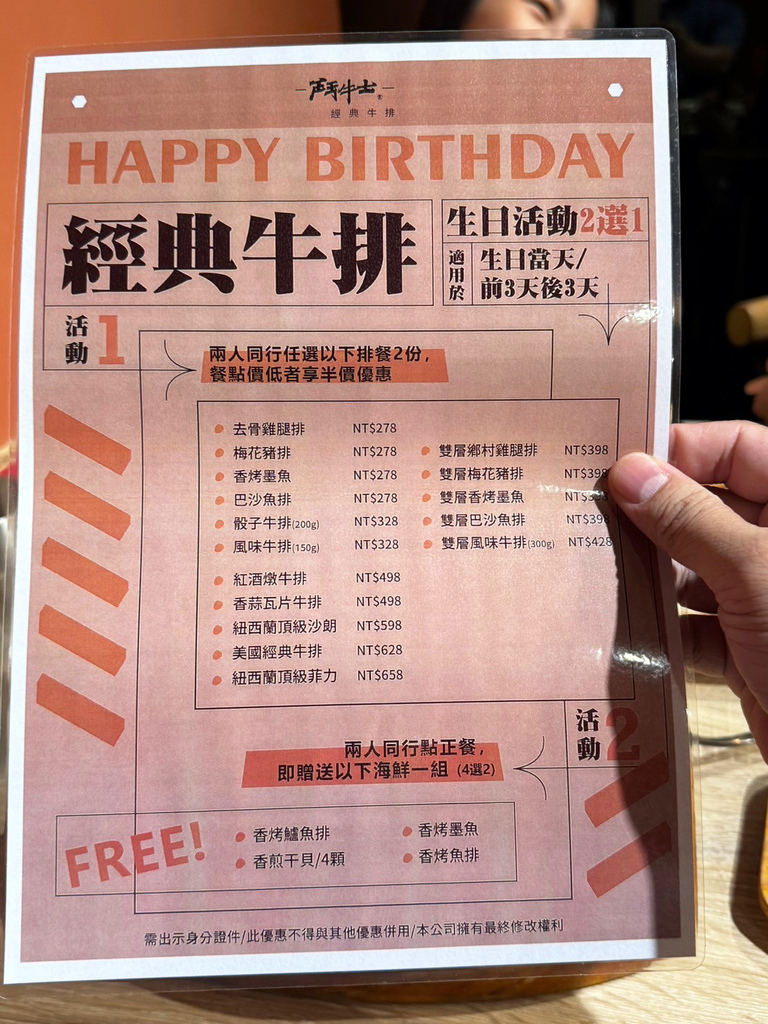 鬥牛士®
經典牛排
HAPPY BIRTHDAY
經典牛排
生日活動2選1
適用於
生日當天/
前3天後3天
活動1
兩人同行任選以下排餐2份，
餐點價低者享半價優惠
去骨雞腿排 NT$278
梅花豬排 NT$278
香烤墨魚 NT$278
巴沙魚排 NT$278
骰子牛排(200g) NT$328
風味牛排(150g) NT$328
雙層鄉村雞腿排 NT$398
雙層梅花豬排 NT$398
雙層香烤墨魚
雙層巴沙魚排 NT$398
雙層風味牛排(300g) NT$428
紅酒燉牛排 NT$498
香蒜瓦片牛排 NT$498
紐西蘭頂級沙朗 NT$598
美國經典牛排 NT$628
紐西蘭頂級菲力 NT$658
活動2
兩人同行點正餐，
即贈送以下海鮮一組 (4選2)
FREE!
香烤鱸魚排
香煎干貝/4顆
香烤墨魚
香烤魚排
需出示身分證件/此優惠不得與其他優惠併用/本公司擁有最終修改權利